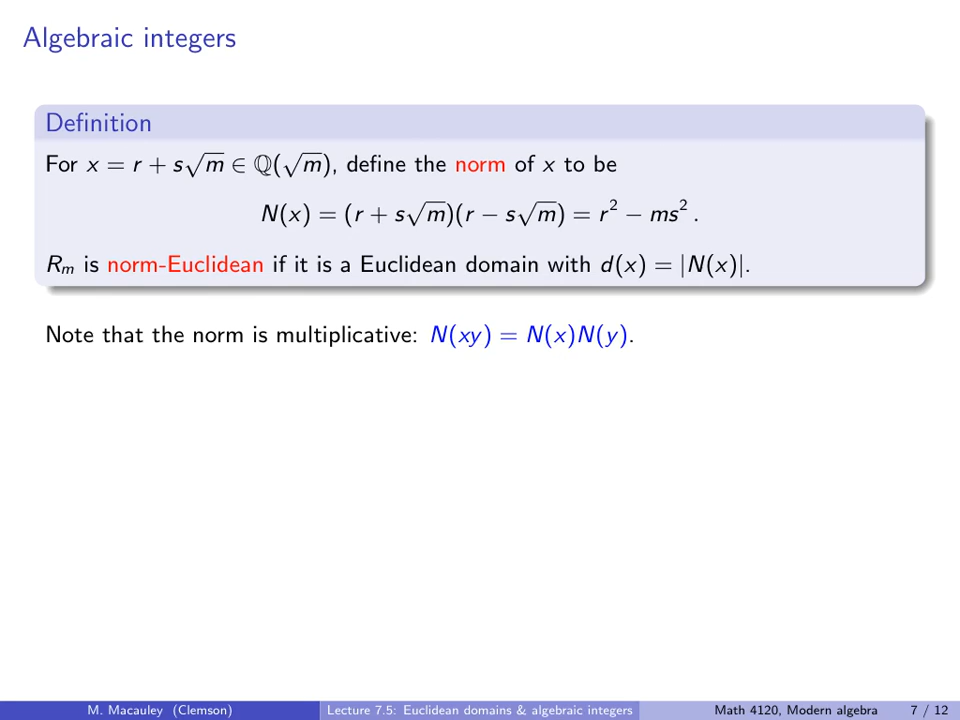 Algebraic integers
Definition
For x = r + s√m ∈ ℚ(√m), define the norm of x to be
N(x) = (r + s√m)(r − s√m) = r² − ms² .
Rₘ is norm-Euclidean if it is a Euclidean domain with d(x) = |N(x)|.
Note that the norm is multiplicative: N(xy) = N(x)N(y).
M. Macauley (Clemson) Lecture 7.5: Euclidean domains & algebraic integers Math 4120, Modern algebra 7 / 12